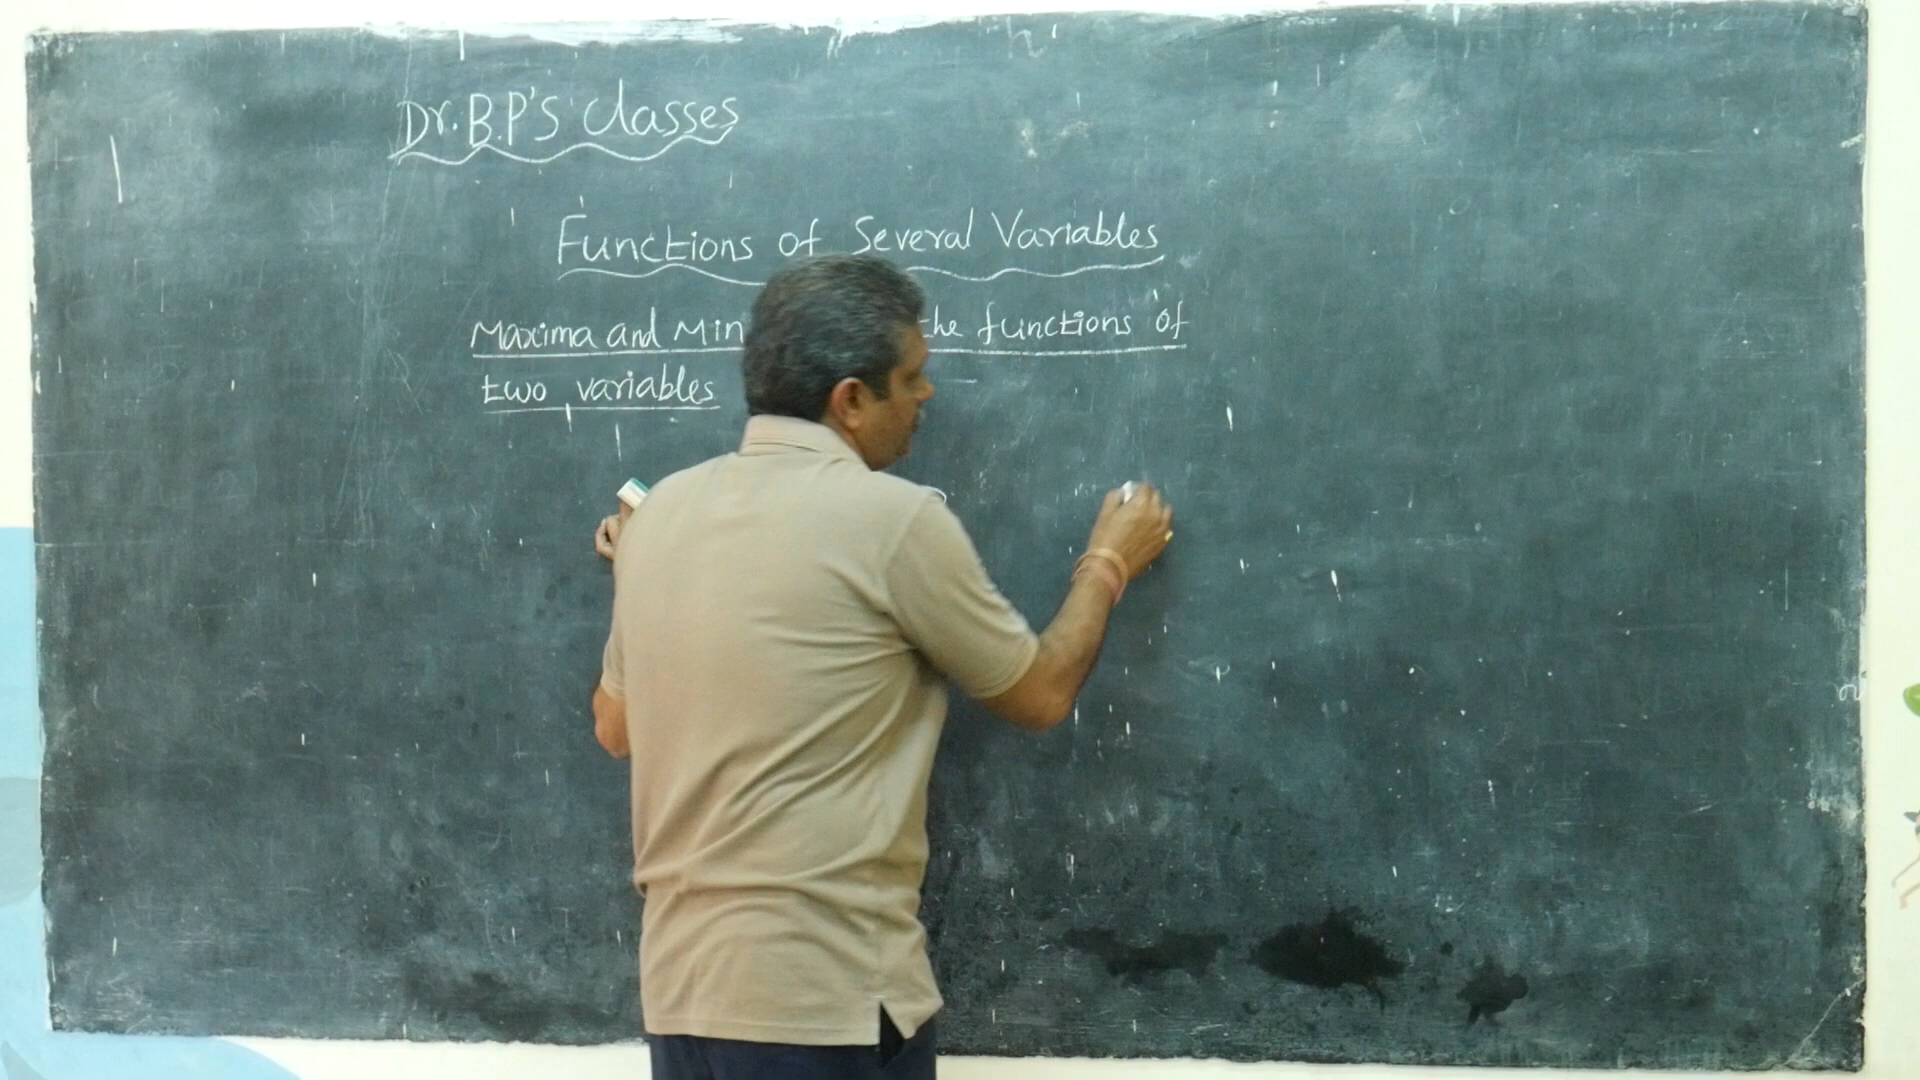 Dr. B.P's Classes
Functions of Several Variables
Maxima and Min the functions of
two variables